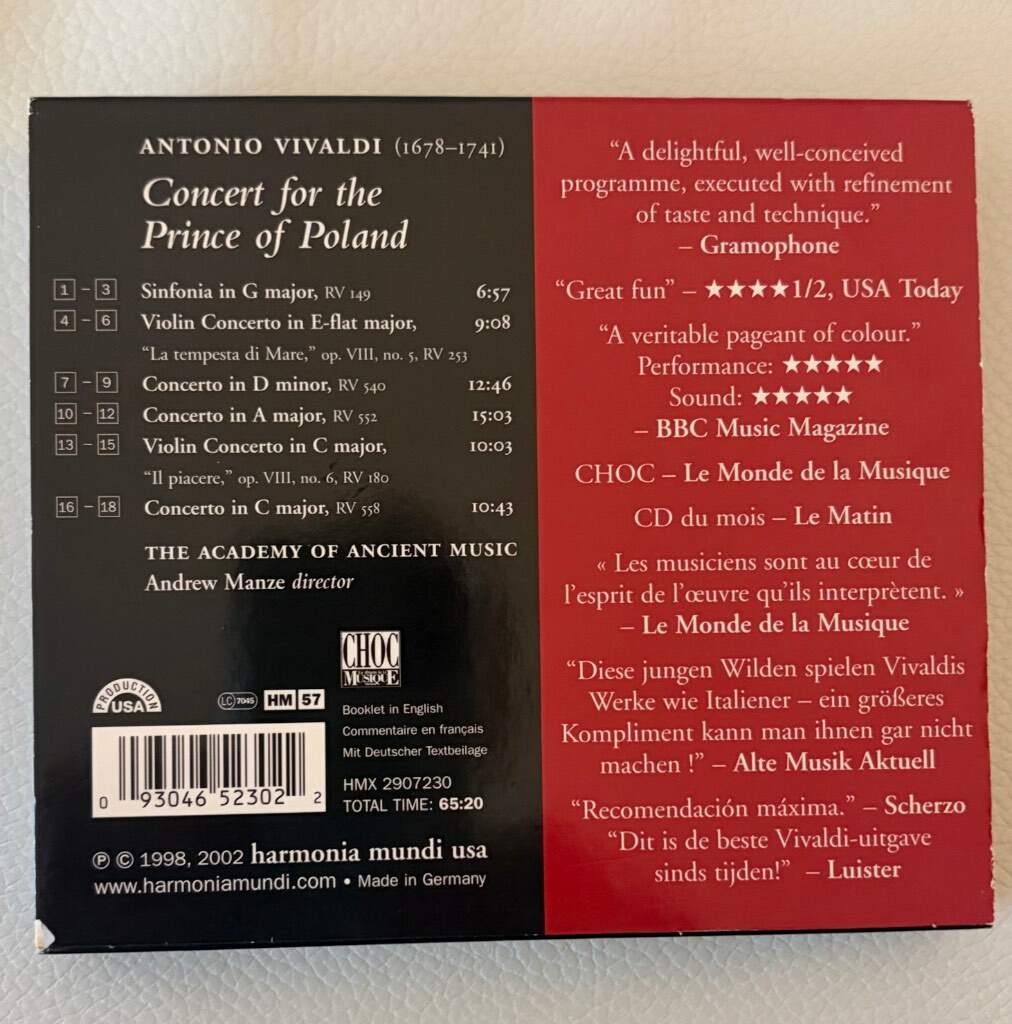 ANTONIO VIVALDI (1678–1741)
Concert for the
Prince of Poland
1 – 3 Sinfonia in G major, RV 149 6:57
4 – 6 Violin Concerto in E-flat major, 9:08
“La tempesta di Mare,” op. VIII, no. 5, RV 253
7 – 9 Concerto in D minor, RV 540 12:46
10 – 12 Concerto in A major, RV 552 15:03
13 – 15 Violin Concerto in C major, 10:03
“Il piacere,” op. VIII, no. 6, RV 180
16 – 18 Concerto in C major, RV 558 10:43
THE ACADEMY OF ANCIENT MUSIC
Andrew Manze director
CHOC
MUSIQUE
PRODUCTION
USA
LC 7045 HM 57
Booklet in English
Commentaire en français
Mit Deutscher Textbeilage
HMX 2907230
TOTAL TIME: 65:20
0 93046 52302 2
℗ © 1998, 2002 harmonia mundi usa
www.harmoniamundi.com • Made in Germany
“A delightful, well-conceived
programme, executed with refinement
of taste and technique.”
– Gramophone
“Great fun” – ★★★★1/2, USA Today
“A veritable pageant of colour.”
Performance: ★★★★★
Sound: ★★★★★
– BBC Music Magazine
CHOC – Le Monde de la Musique
CD du mois – Le Matin
« Les musiciens sont au cœur de
l’esprit de l’œuvre qu’ils interprètent. »
– Le Monde de la Musique
“Diese jungen Wilden spielen Vivaldis
Werke wie Italiener – ein größeres
Kompliment kann man ihnen gar nicht
machen !” – Alte Musik Aktuell
“Recomendación máxima.” – Scherzo
“Dit is de beste Vivaldi-uitgave
sinds tijden!” – Luister